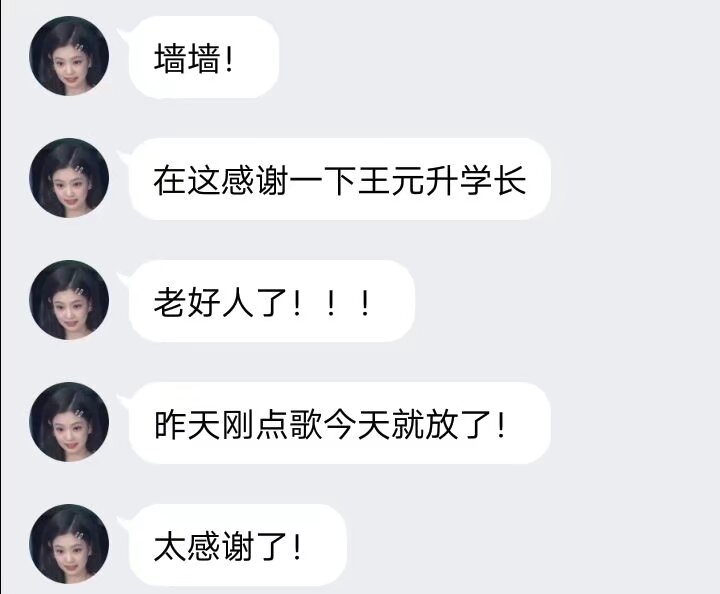 墙墙！
在这感谢一下王元升学长
老好人了！！！
昨天刚点歌今天就放了！
太感谢了！